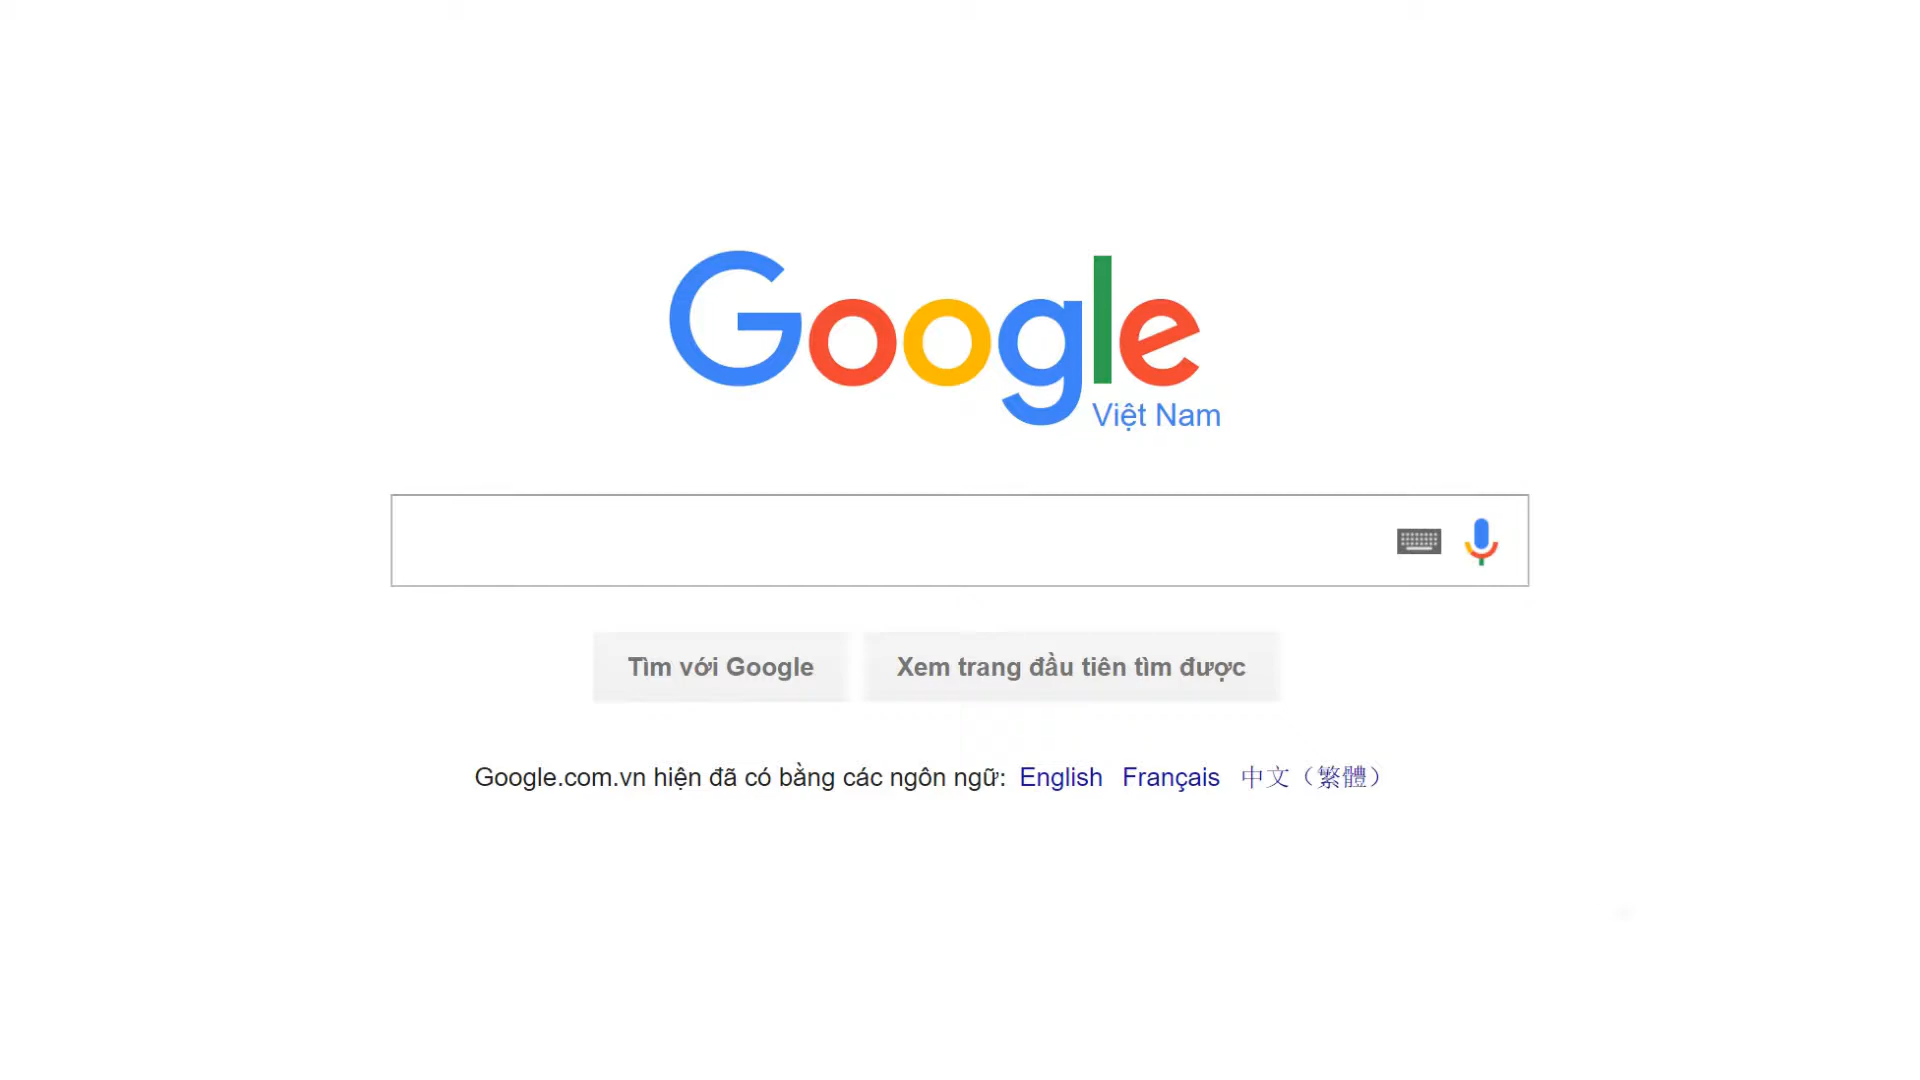 Google
Việt Nam
Tìm với Google
Xem trang đầu tiên tìm được
Google.com.vn hiện đã có bằng các ngôn ngữ: English Français 中文（繁體）